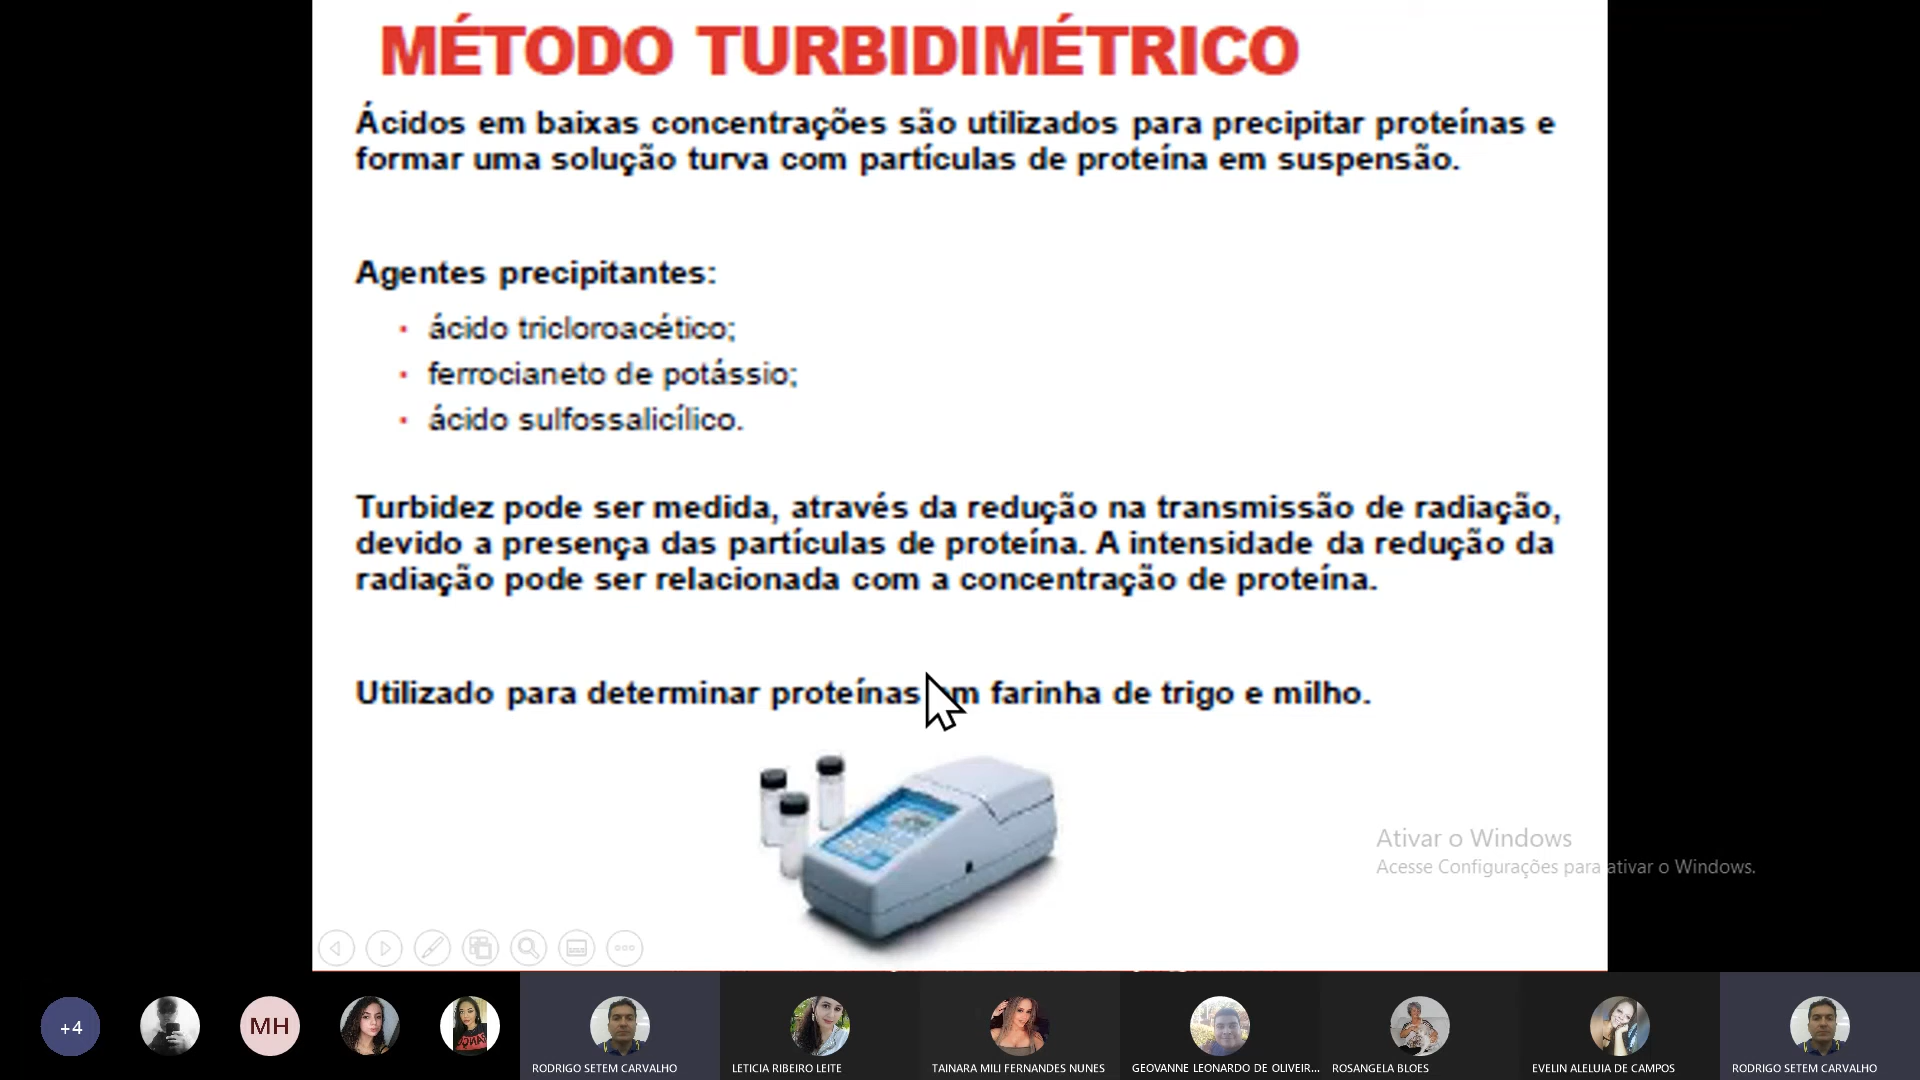 MÉTODO TURBIDIMÉTRICO
Ácidos em baixas concentrações são utilizados para precipitar proteínas e
formar uma solução turva com partículas de proteína em suspensão.
Agentes precipitantes:
• ácido tricloroacético;
• ferrocianeto de potássio;
• ácido sulfossalicílico.
Turbidez pode ser medida, através da redução na transmissão de radiação,
devido a presença das partículas de proteína. A intensidade da redução da
radiação pode ser relacionada com a concentração de proteína.
Utilizado para determinar proteínas em farinha de trigo e milho.
Ativar o Windows
Acesse Configurações para ativar o Windows.
+4
MH
RODRIGO SETEM CARVALHO
LETICIA RIBEIRO LEITE
TAINARA MILI FERNANDES NUNES
GEOVANNE LEONARDO DE OLIVEIR...
ROSANGELA BLOES
EVELIN ALELUIA DE CAMPOS
RODRIGO SETEM CARVALHO